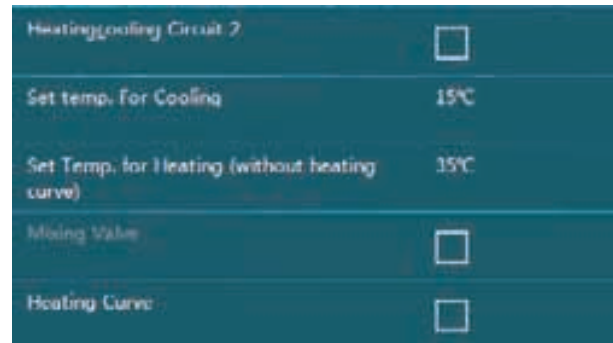 Heating/cooling Circuit 2
Set temp. For Cooling 15℃
Set Temp. for Heating (without heating 35℃
curve)
Mixing Valve
Heating Curve